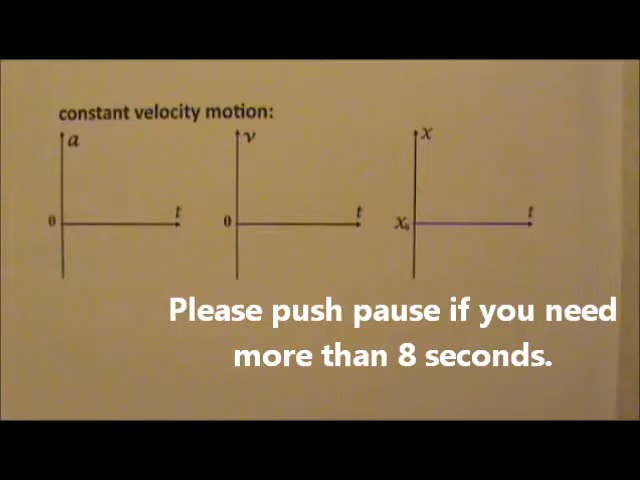 constant velocity motion:
a
v
x
0
t
0
t
x₀
t
Please push pause if you need
more than 8 seconds.